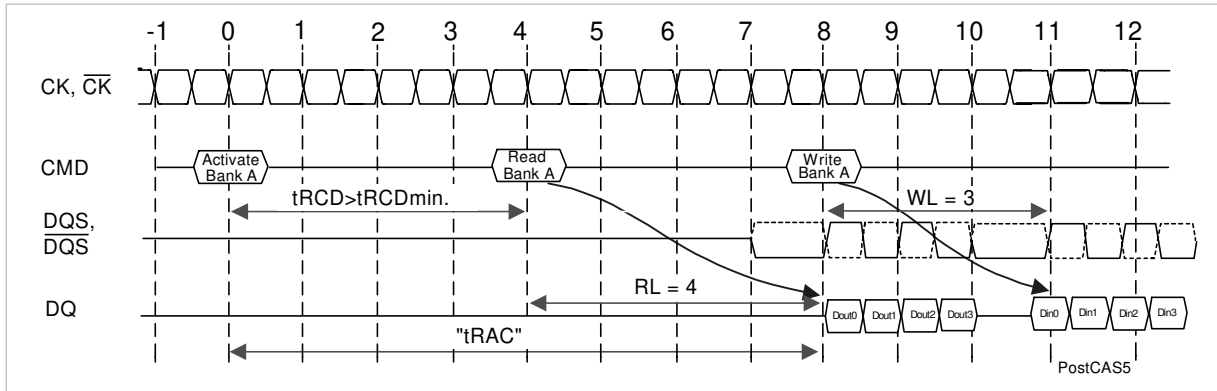 -1 0 1 2 3 4 5 6 7 8 9 10 11 12
CK, CK
CMD
Activate
Bank A
Read
Bank A
Write
Bank A
tRCD>tRCDmin.
WL = 3
DQS,
DQS
RL = 4
DQ
Dout0 Dout1 Dout2 Dout3 Din0 Din1 Din2 Din3
"tRAC"
PostCAS5